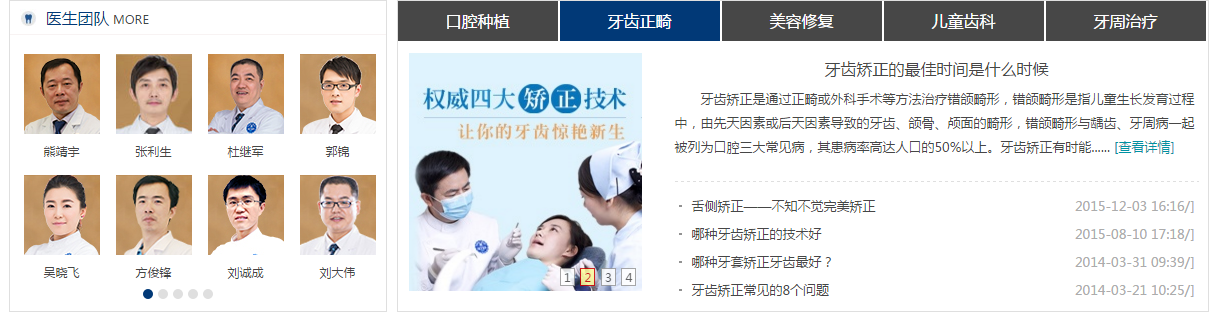 医生团队 MORE
熊靖宇 张利生 杜继军 郭锦
吴晓飞 方俊锋 刘诚成 刘大伟
口腔种植 牙齿正畸 美容修复 儿童齿科 牙周治疗
权威四大矫正技术
让你的牙齿惊艳新生
1 2 3 4
牙齿矫正的最佳时间是什么时候
牙齿矫正是通过正畸或外科手术等方法治疗错颌畸形，错颌畸形是指儿童生长发育过程
中，由先天因素或后天因素导致的牙齿、颌骨、颅面的畸形，错颌畸形与龋齿、牙周病一起
被列为口腔三大常见病，其患病率高达人口的50%以上。牙齿矫正有时能...... [查看详情]
舌侧矫正——不知不觉完美矫正 2015-12-03 16:16/]
哪种牙齿矫正的技术好 2015-08-10 17:18/]
哪种牙套矫正牙齿最好？ 2014-03-31 09:39/]
牙齿矫正常见的8个问题 2014-03-21 10:25/]